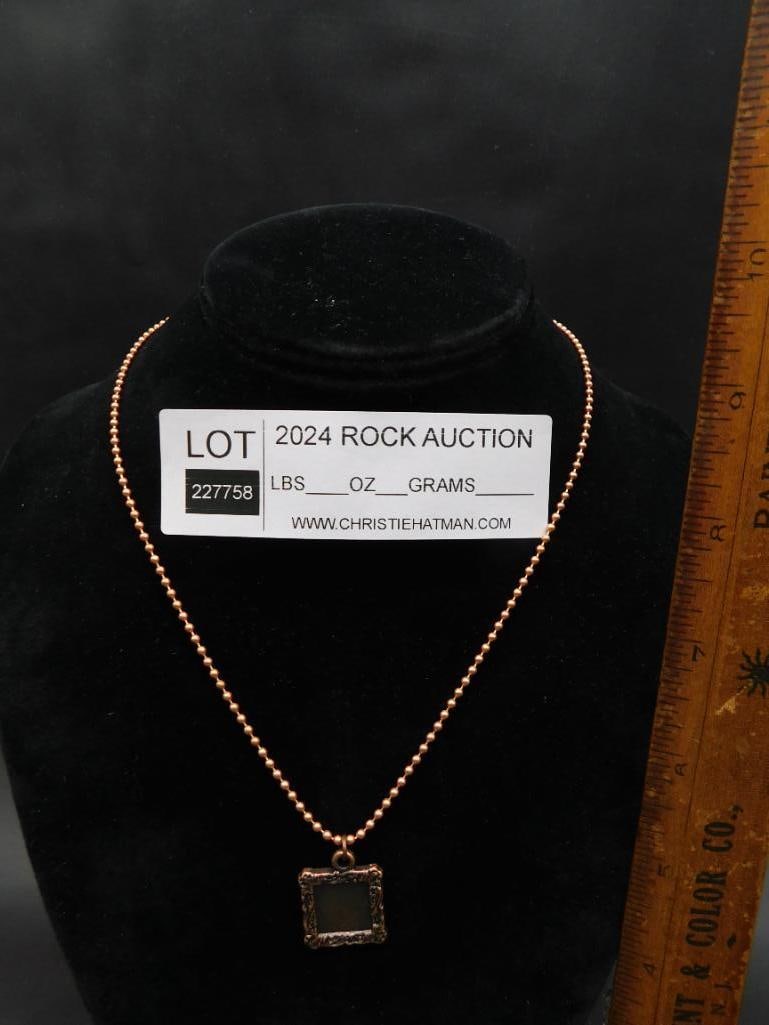 LOT
227758
2024 ROCK AUCTION
LBS____OZ___GRAMS______
WWW.CHRISTIEHATMAN.COM
10
9
8
7
6
5
4
NT & COLOR CO.,
N.J.